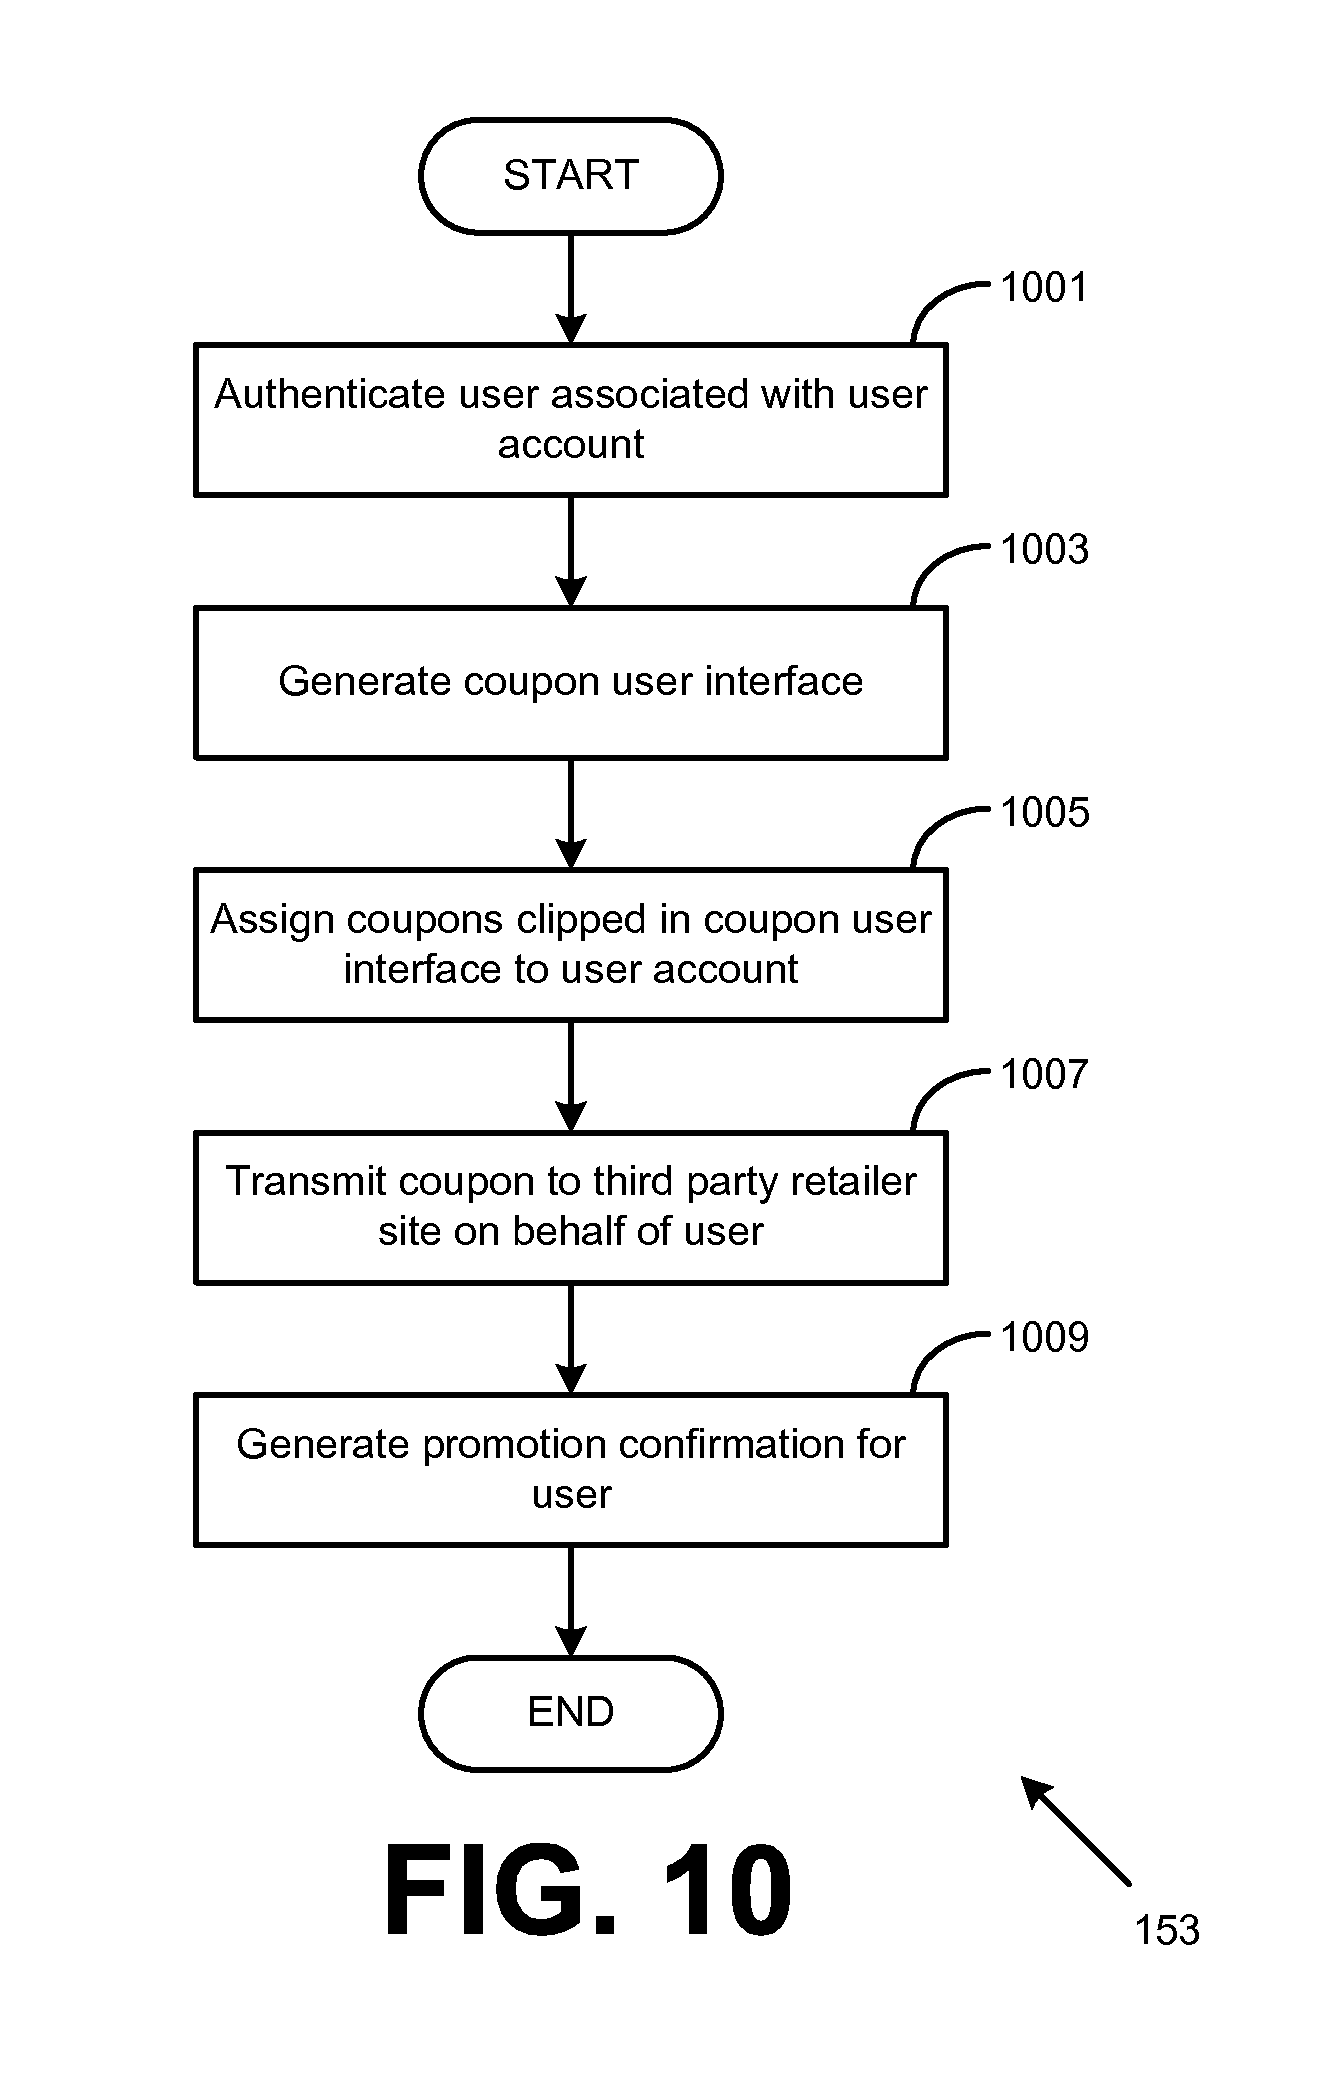 START
1001
Authenticate user associated with user
account
1003
Generate coupon user interface
1005
Assign coupons clipped in coupon user
interface to user account
1007
Transmit coupon to third party retailer
site on behalf of user
1009
Generate promotion confirmation for
user
END
FIG. 10
153